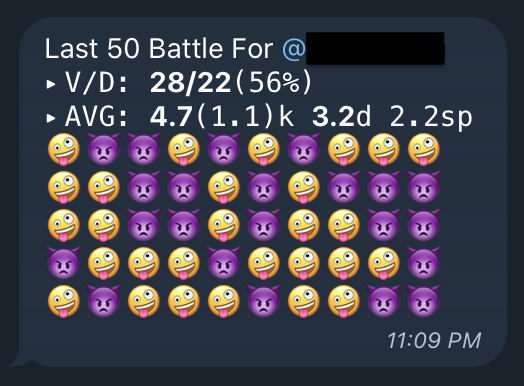 Last 50 Battle For @
▸ V/D: 28/22(56%)
▸ AVG: 4.7(1.1)k 3.2d 2.2sp
🤪😈😈🤪😈🤪😈🤪🤪🤪
🤪🤪😈😈🤪😈🤪😈😈😈
🤪🤪😈😈🤪😈🤪🤪😈😈
😈🤪🤪🤪😈🤪🤪🤪🤪😈
🤪😈🤪🤪🤪😈🤪🤪😈😈
11:09 PM